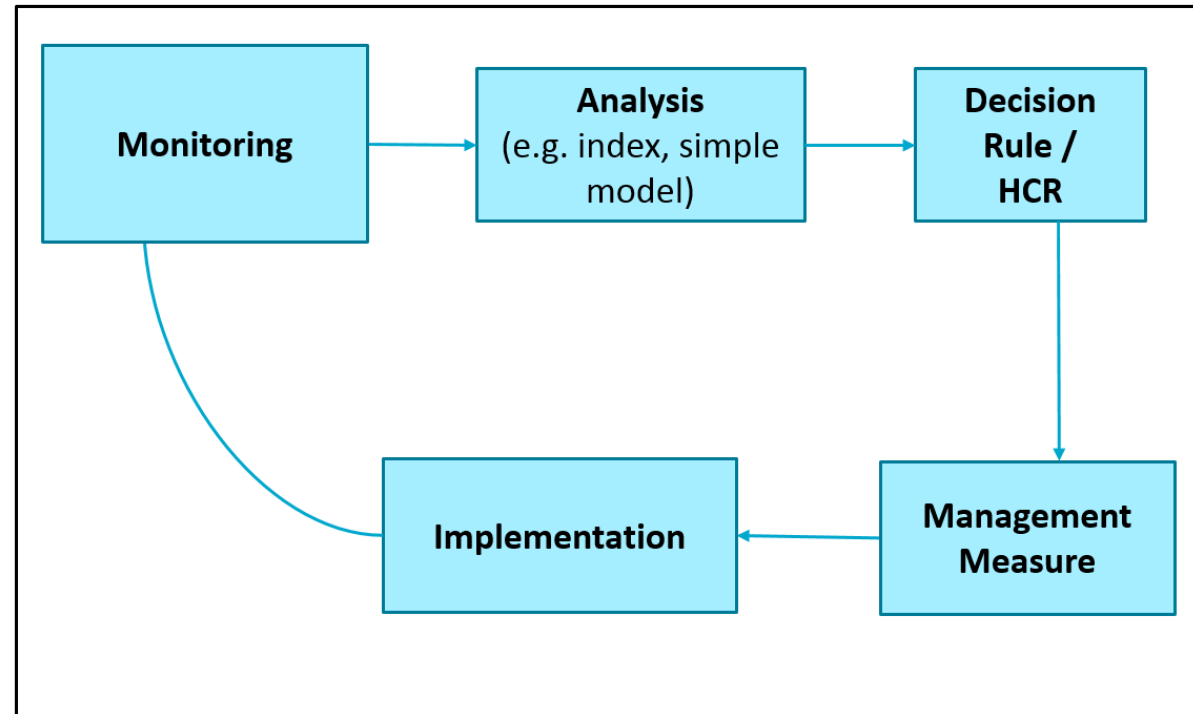 Monitoring
Analysis
(e.g. index, simple
model)
Decision
Rule /
HCR
Implementation
Management
Measure